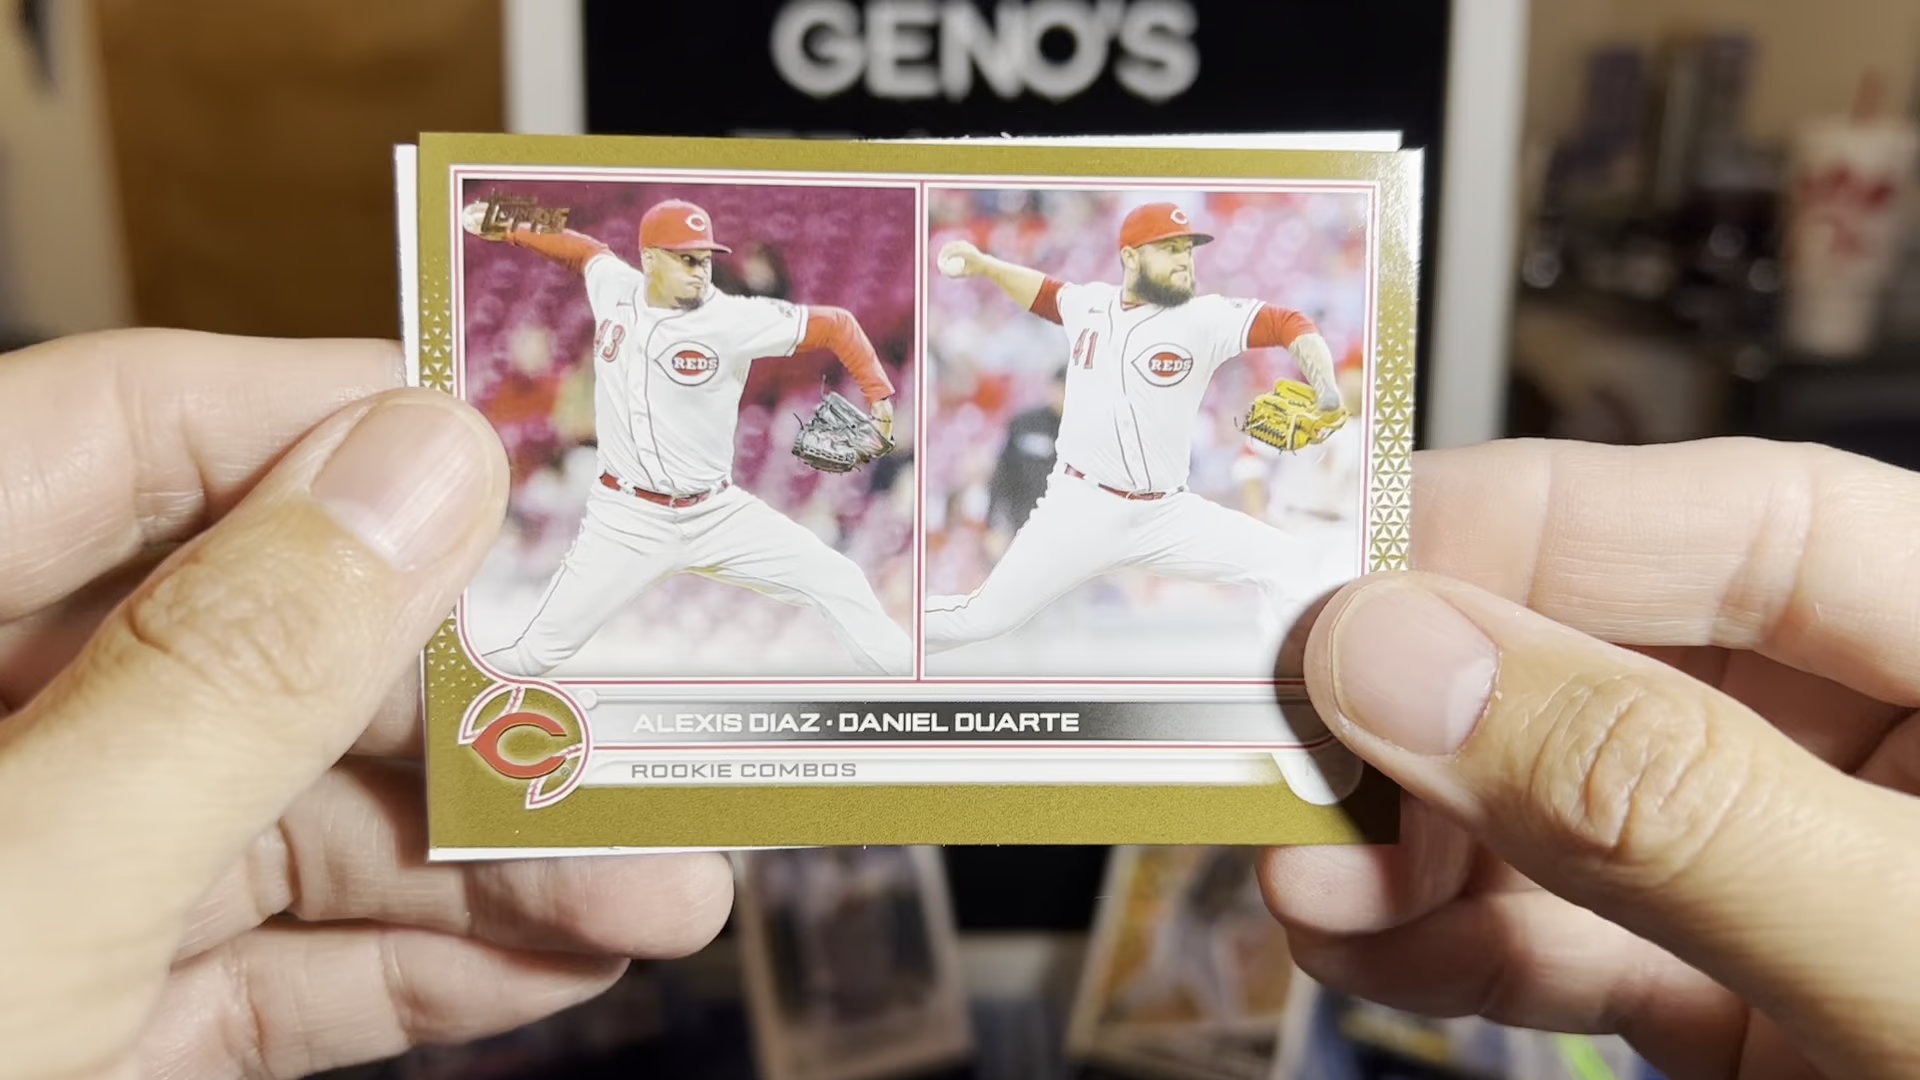 GENO'S
Topps
43
REDS
41
REDS
ALEXIS DIAZ · DANIEL DUARTE
ROOKIE COMBOS